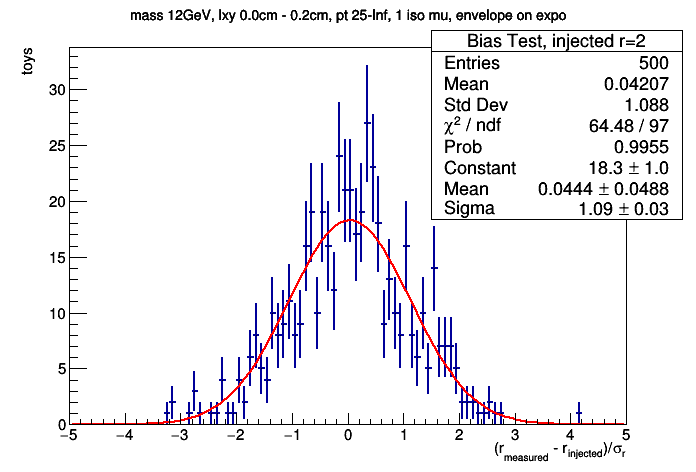 mass 12GeV, lxy 0.0cm - 0.2cm, pt 25-Inf, 1 iso mu, envelope on expo
Bias Test, injected r=2
Entries 500
Mean 0.04207
Std Dev 1.088
χ² / ndf 64.48 / 97
Prob 0.9955
Constant 18.3 ± 1.0
Mean 0.0444 ± 0.0488
Sigma 1.09 ± 0.03
toys
30
25
20
15
10
5
0
−5 −4 −3 −2 −1 0 1 2 3 4 5
(r_measured - r_injected)/σ_r